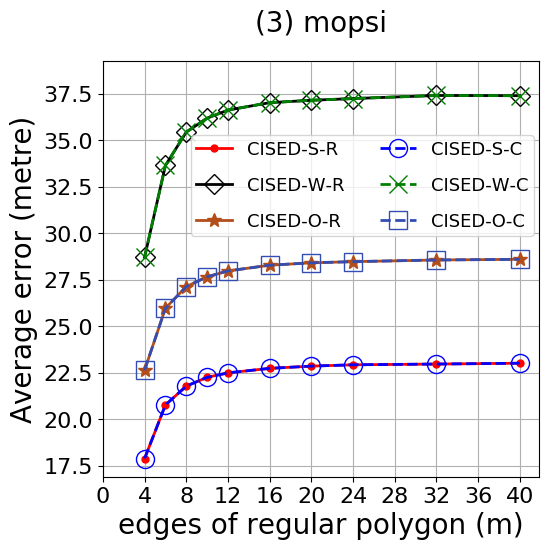 (3) mopsi
Average error (metre)
37.5
35.0
32.5
30.0
27.5
25.0
22.5
20.0
17.5
CISED-S-R CISED-S-C
CISED-W-R CISED-W-C
CISED-O-R CISED-O-C
0 4 8 12 16 20 24 28 32 36 40
edges of regular polygon (m)